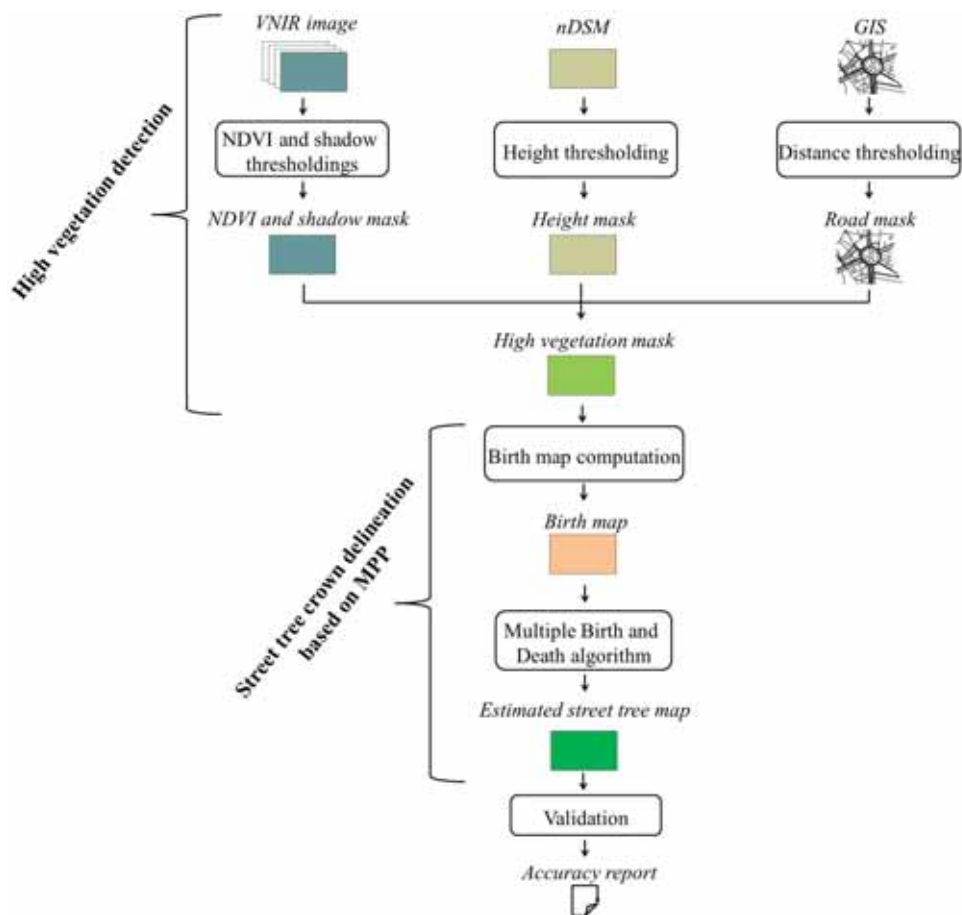 VNIR image
nDSM
GIS
NDVI and shadow
thresholdings
Height thresholding
Distance thresholding
NDVI and shadow mask
Height mask
Road mask
High vegetation detection
High vegetation mask
Birth map computation
Birth map
Street tree crown delineation
based on MPP
Multiple Birth and
Death algorithm
Estimated street tree map
Validation
Accuracy report